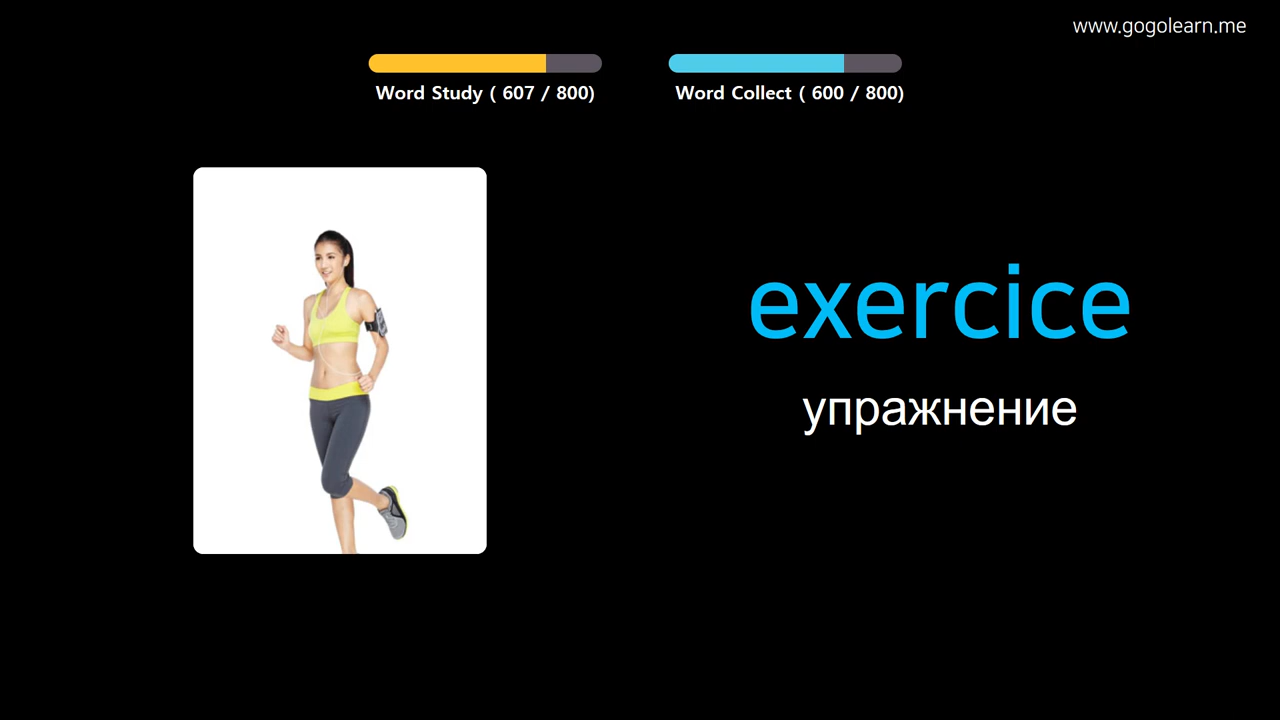 www.gogolearn.me
Word Study ( 607 / 800)
Word Collect ( 600 / 800)
exercice
упражнение